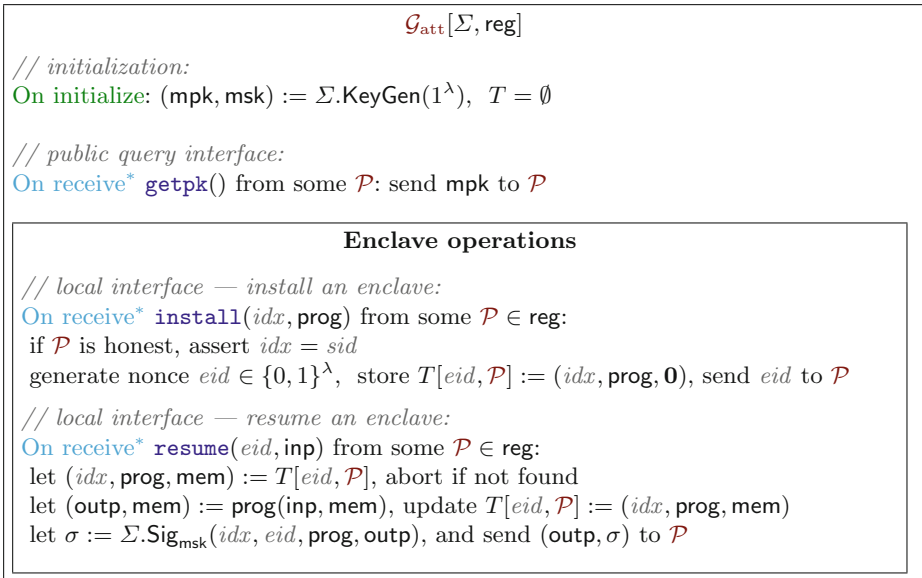 𝒢att[Σ, reg]
// initialization:
On initialize: (mpk, msk) := Σ.KeyGen(1^λ), T = ∅
// public query interface:
On receive* getpk() from some 𝒫: send mpk to 𝒫
Enclave operations
// local interface — install an enclave:
On receive* install(idx, prog) from some 𝒫 ∈ reg:
if 𝒫 is honest, assert idx = sid
generate nonce eid ∈ {0, 1}^λ, store T[eid, 𝒫] := (idx, prog, 𝟎), send eid to 𝒫
// local interface — resume an enclave:
On receive* resume(eid, inp) from some 𝒫 ∈ reg:
let (idx, prog, mem) := T[eid, 𝒫], abort if not found
let (outp, mem) := prog(inp, mem), update T[eid, 𝒫] := (idx, prog, mem)
let σ := Σ.Sig_msk(idx, eid, prog, outp), and send (outp, σ) to 𝒫